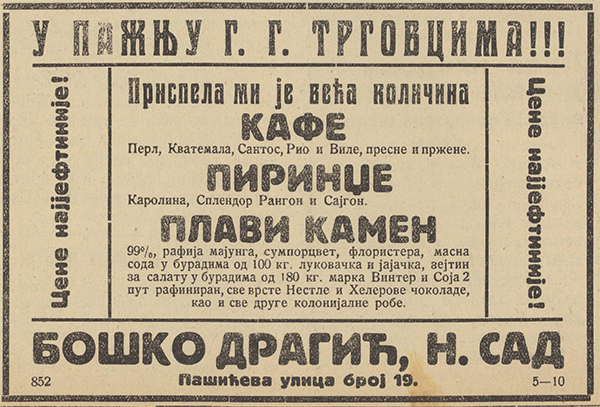 У ПАЖЊУ Г. Г. ТРГОВЦИМА!!!
Цене најјефтиније!
Приспела ми је већа количина
КАФЕ
Перл, Кватемала, Сантос, Рио и Виле, пресне и пржене.
ПИРИНЏЕ
Каролина, Сплендор Рангон и Сајгон.
ПЛАВИ КАМЕН
99%, рафија мајунга, сумпорцвет, флористера, масна
сода у бурадима од 100 кг. луковачка и јајачка, зејтин
за салату у бурадима од 180 кг. марка Винтер и Соја 2
пут рафиниран, све врсте Нестле и Хелерове чоколаде,
као и све друге колонијалне робе.
Цене најјефтиније!
БОШКО ДРАГИЋ, Н. САД
Пашићева улица број 19.
852
5—10